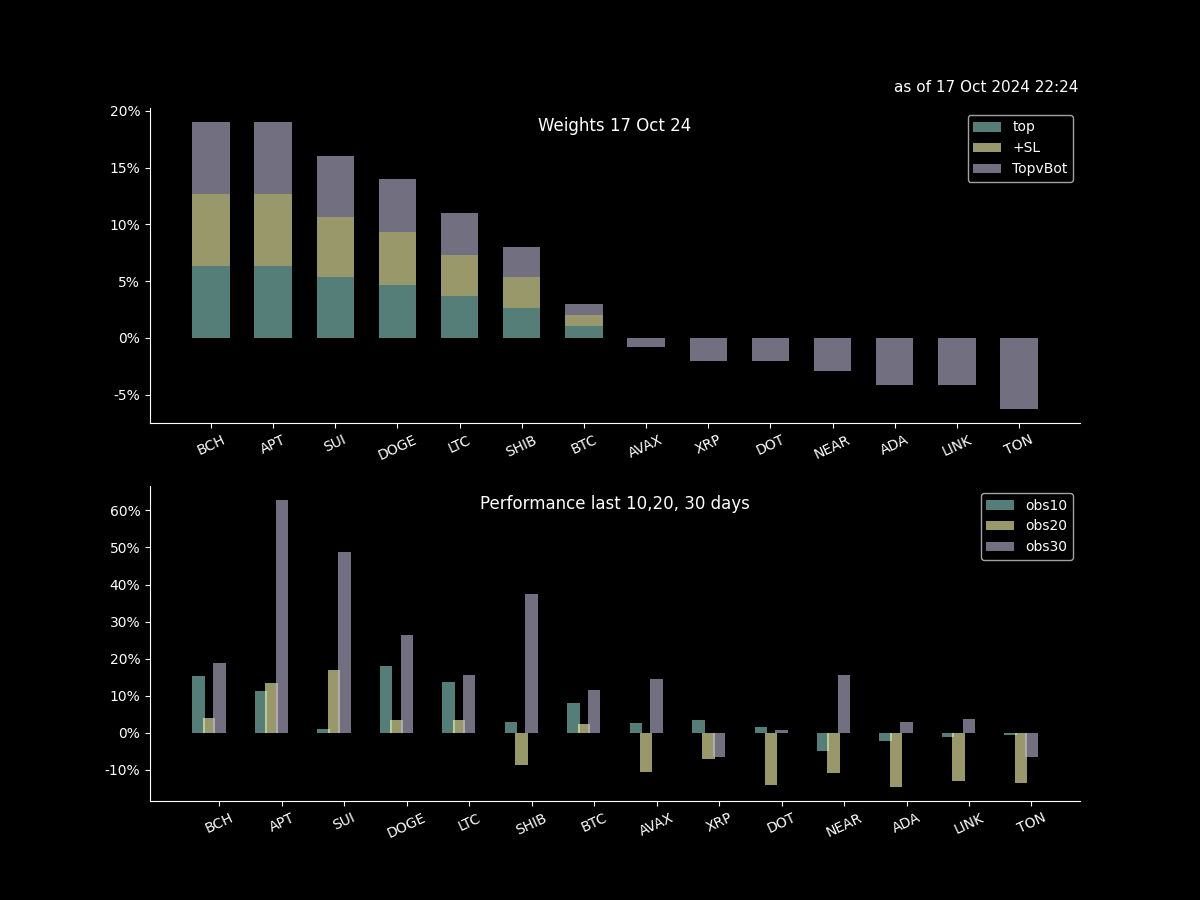 as of 17 Oct 2024 22:24
Weights 17 Oct 24
top
+SL
TopvBot
20%
15%
10%
5%
0%
-5%
BCH APT SUI DOGE LTC SHIB BTC AVAX XRP DOT NEAR ADA LINK TON
Performance last 10,20, 30 days
obs10
obs20
obs30
60%
50%
40%
30%
20%
10%
0%
-10%
BCH APT SUI DOGE LTC SHIB BTC AVAX XRP DOT NEAR ADA LINK TON